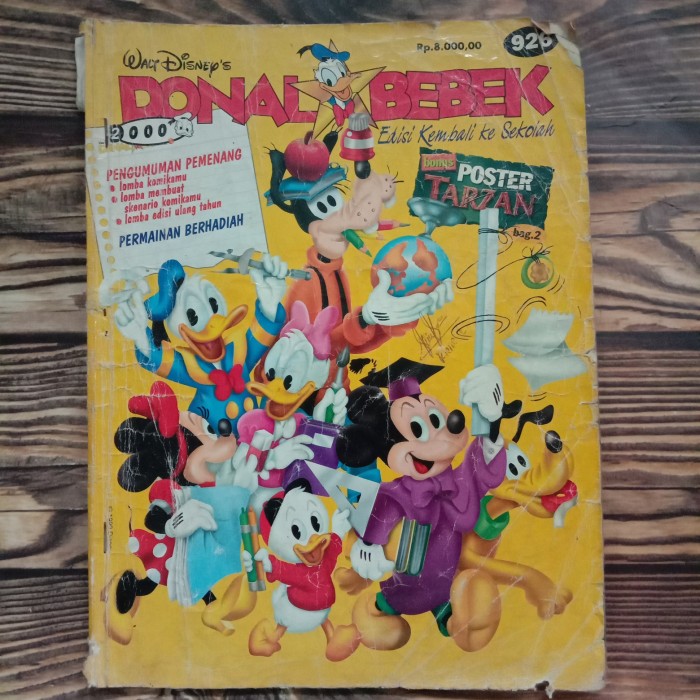 Rp.8.000,00
926
WALT DISNEY'S
DONAL BEBEK
Edisi Kembali ke Sekolah
2000
PENGUMUMAN PEMENANG
• lomba komikamu
• lomba membuat
skenario komikamu
• lomba edisi ulang tahun
PERMAINAN BERHADIAH
bonus
POSTER
TARZAN
bag.2